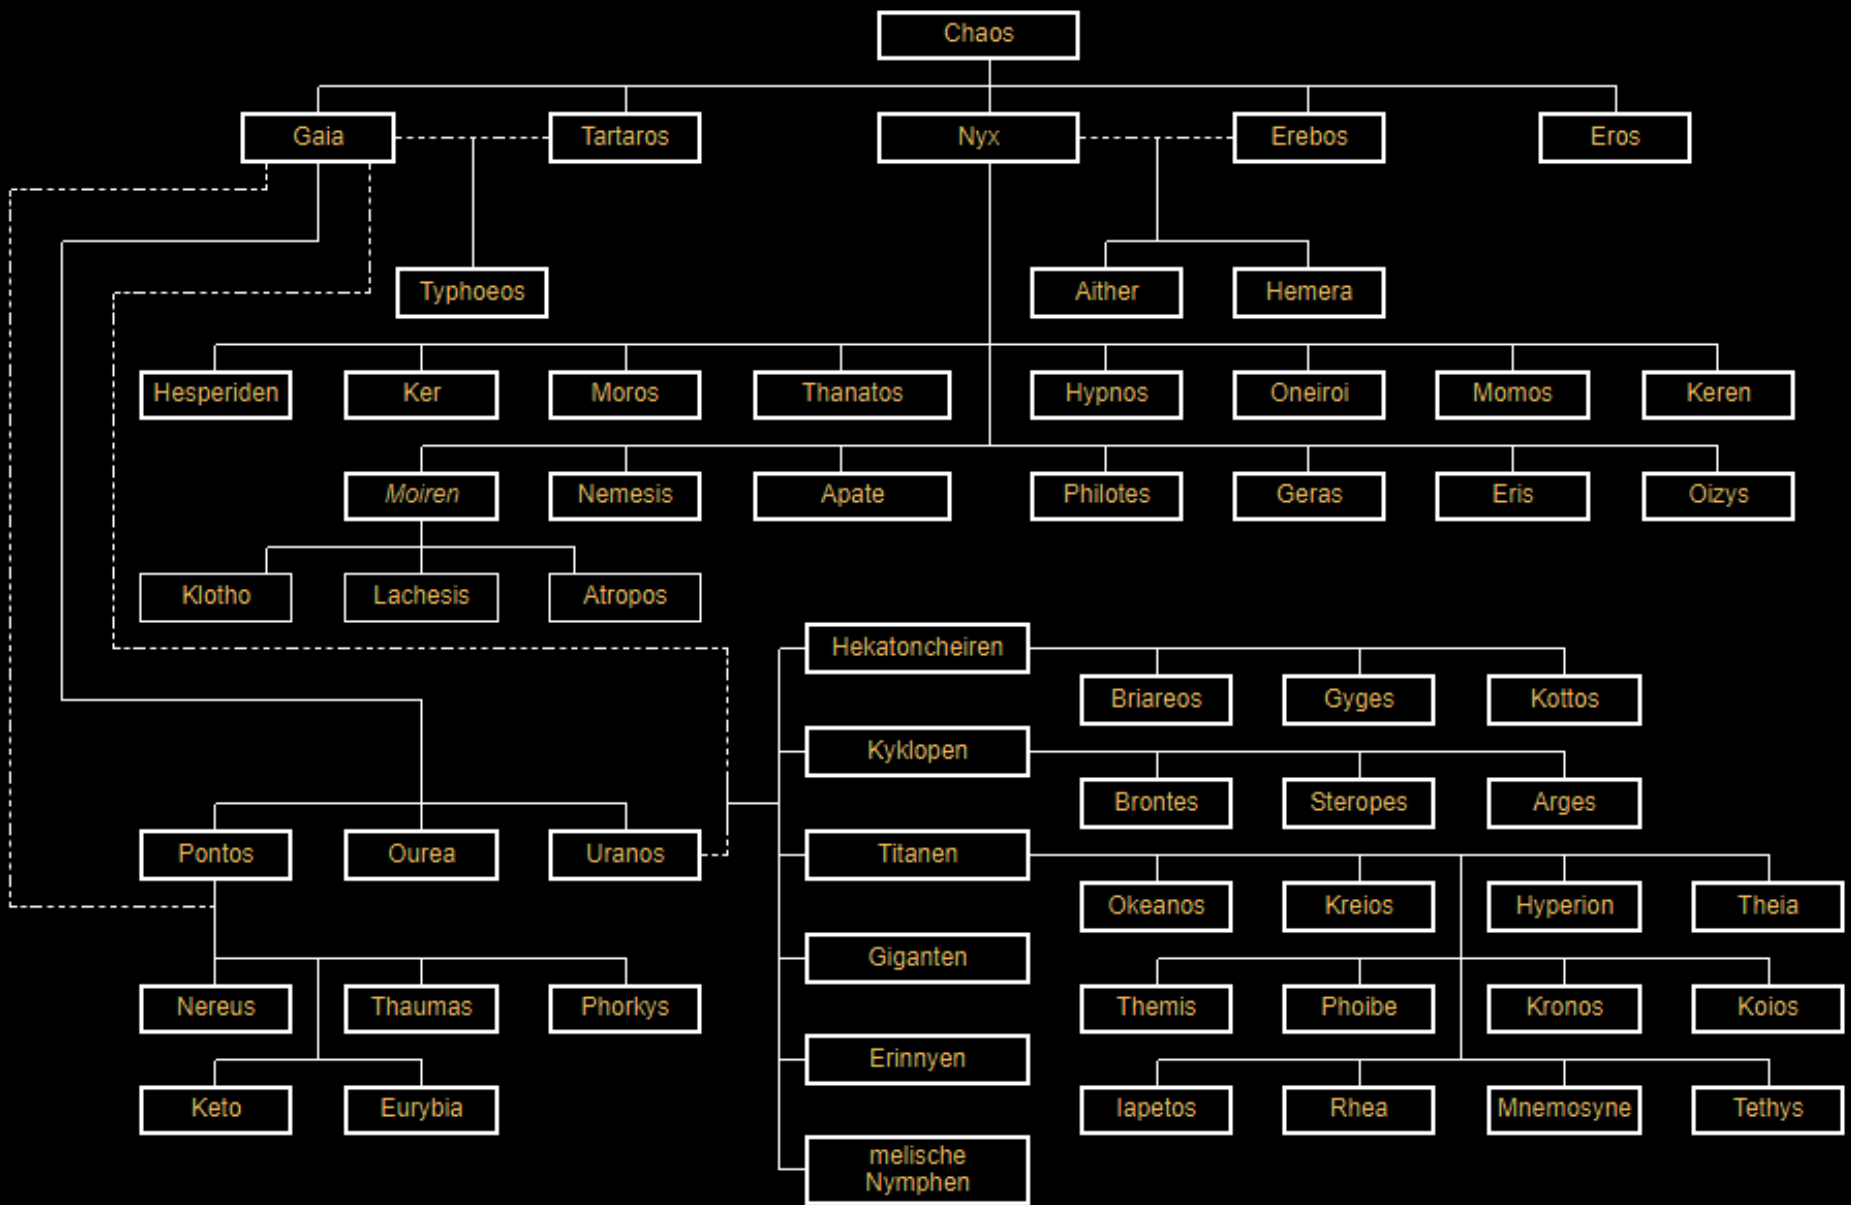 Chaos
Gaia
Tartaros
Nyx
Erebos
Eros
Typhoeos
Aither
Hemera
Hesperiden
Ker
Moros
Thanatos
Hypnos
Oneiroi
Momos
Keren
Moiren
Nemesis
Apate
Philotes
Geras
Eris
Oizys
Klotho
Lachesis
Atropos
Hekatoncheiren
Briareos
Gyges
Kottos
Kyklopen
Brontes
Steropes
Arges
Pontos
Ourea
Uranos
Titanen
Okeanos
Kreios
Hyperion
Theia
Giganten
Nereus
Thaumas
Phorkys
Themis
Phoibe
Kronos
Koios
Erinnyen
Keto
Eurybia
Iapetos
Rhea
Mnemosyne
Tethys
melische
Nymphen